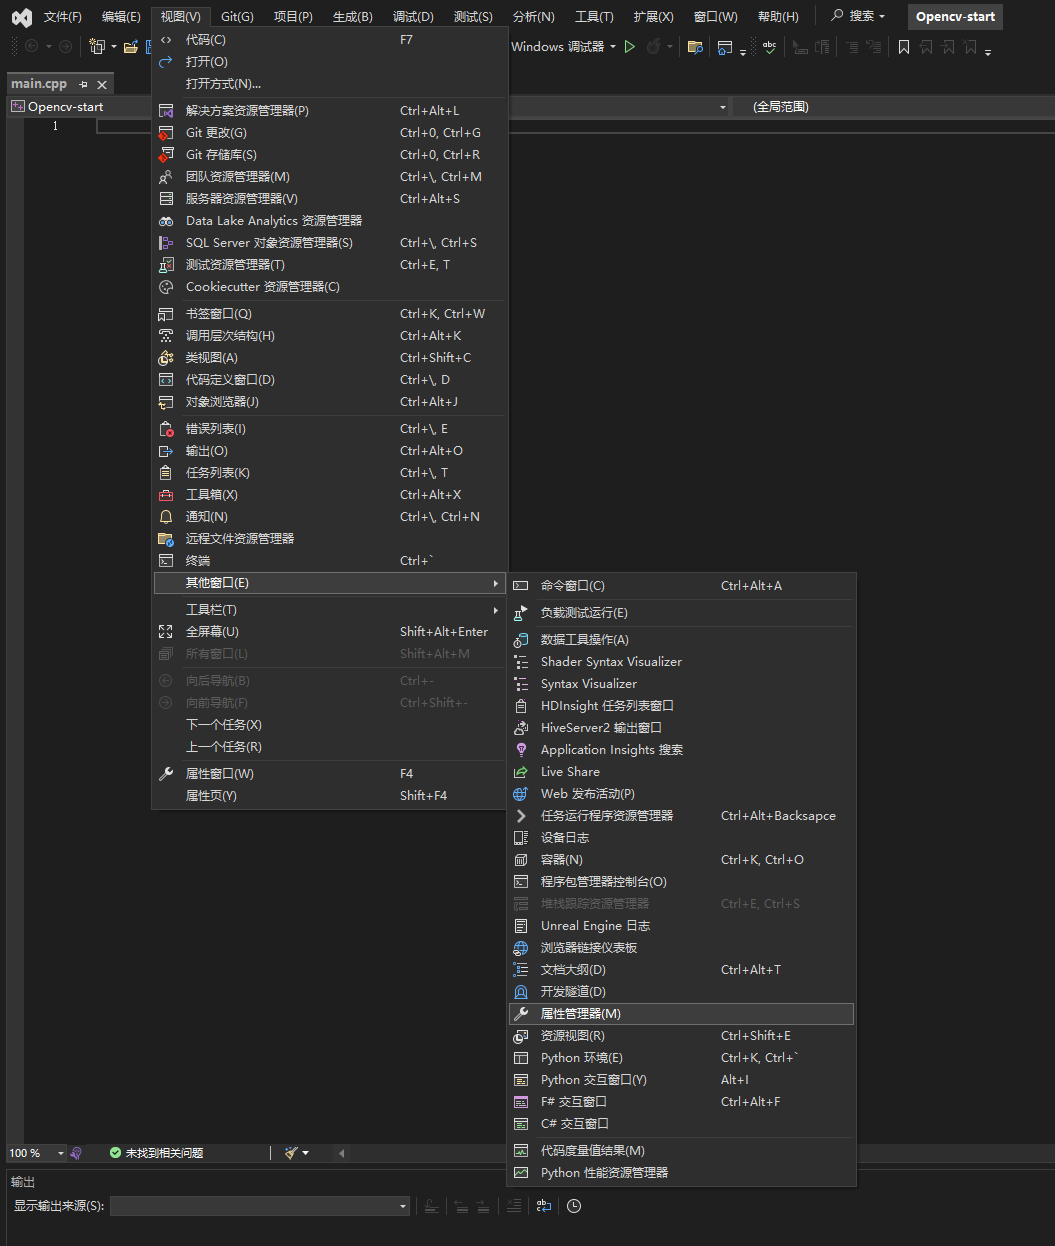 文件(F) 编辑(E) 视图(V) Git(G) 项目(P) 生成(B) 调试(D) 测试(S) 分析(N) 工具(T) 扩展(X) 窗口(W) 帮助(H) 搜索 Opencv-start
Windows 调试器
main.cpp
Opencv-start (全局范围)
1
代码(C) F7
打开(O)
打开方式(N)...
解决方案资源管理器(P) Ctrl+Alt+L
Git 更改(G) Ctrl+0, Ctrl+G
Git 存储库(S) Ctrl+0, Ctrl+R
团队资源管理器(M) Ctrl+\, Ctrl+M
服务器资源管理器(V) Ctrl+Alt+S
Data Lake Analytics 资源管理器
SQL Server 对象资源管理器(S) Ctrl+\, Ctrl+S
测试资源管理器(T) Ctrl+E, T
Cookiecutter 资源管理器(C)
书签窗口(Q) Ctrl+K, Ctrl+W
调用层次结构(H) Ctrl+Alt+K
类视图(A) Ctrl+Shift+C
代码定义窗口(D) Ctrl+\, D
对象浏览器(J) Ctrl+Alt+J
错误列表(I) Ctrl+\, E
输出(O) Ctrl+Alt+O
任务列表(K) Ctrl+\, T
工具箱(X) Ctrl+Alt+X
通知(N) Ctrl+\, Ctrl+N
远程文件资源管理器
终端 Ctrl+`
其他窗口(E)
工具栏(T)
全屏幕(U) Shift+Alt+Enter
所有窗口(L) Shift+Alt+M
向后导航(B) Ctrl+-
向前导航(F) Ctrl+Shift+-
下一个任务(X)
上一个任务(R)
属性窗口(W) F4
属性页(Y) Shift+F4
命令窗口(C) Ctrl+Alt+A
负载测试运行(E)
数据工具操作(A)
Shader Syntax Visualizer
Syntax Visualizer
HDInsight 任务列表窗口
HiveServer2 输出窗口
Application Insights 搜索
Live Share
Web 发布活动(P)
任务运行程序资源管理器 Ctrl+Alt+Backsapce
设备日志
容器(N) Ctrl+K, Ctrl+O
程序包管理器控制台(O)
堆栈跟踪资源管理器 Ctrl+E, Ctrl+S
Unreal Engine 日志
浏览器链接仪表板
文档大纲(D) Ctrl+Alt+T
开发隧道(D)
属性管理器(M)
资源视图(R) Ctrl+Shift+E
Python 环境(E) Ctrl+K, Ctrl+`
Python 交互窗口(Y) Alt+I
F# 交互窗口 Ctrl+Alt+F
C# 交互窗口
代码度量值结果(M)
Python 性能资源管理器
100 % 未找到相关问题
输出
显示输出来源(S):